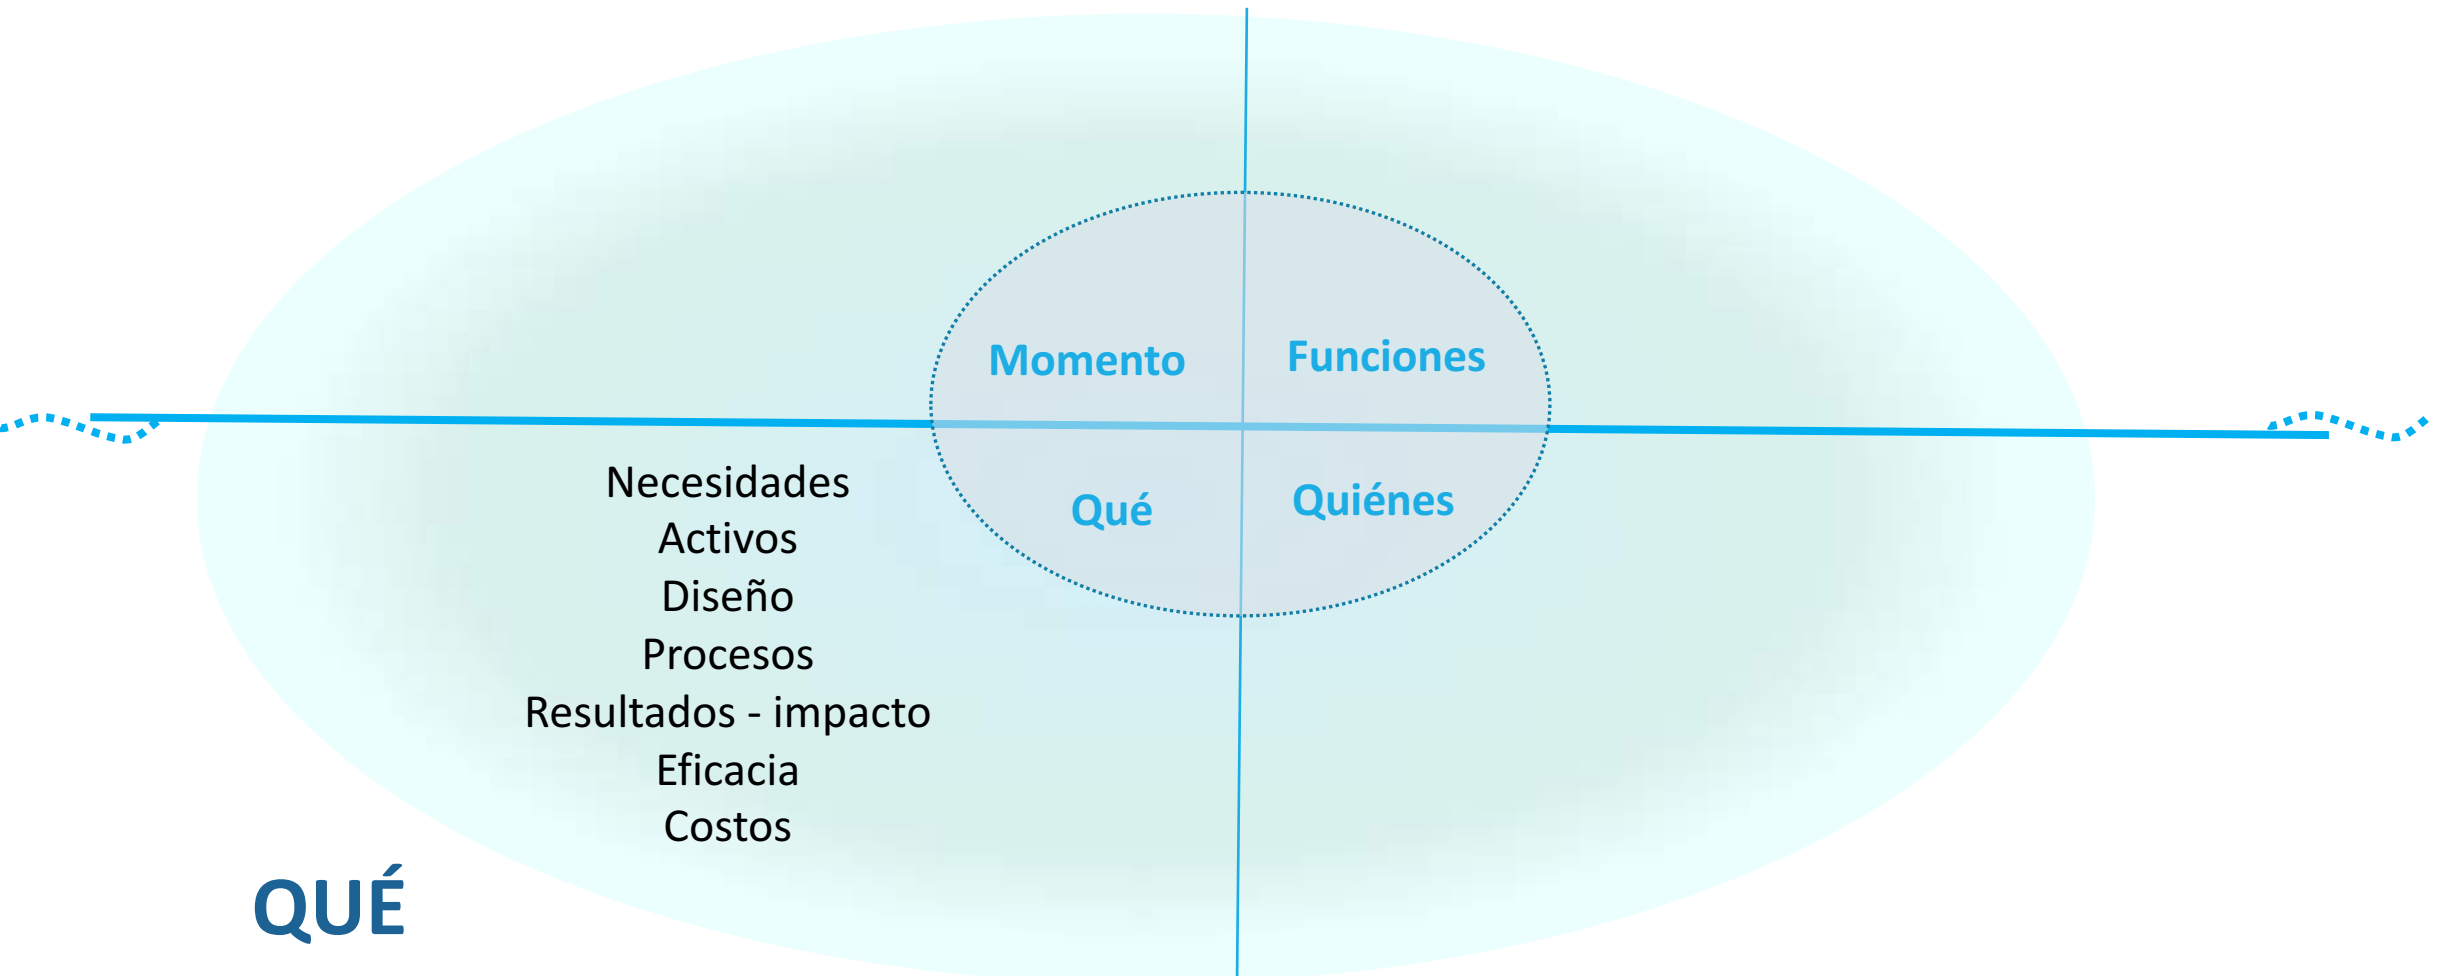 Momento
Funciones
Qué
Quiénes
Necesidades
Activos
Diseño
Procesos
Resultados - impacto
Eficacia
Costos
QUÉ